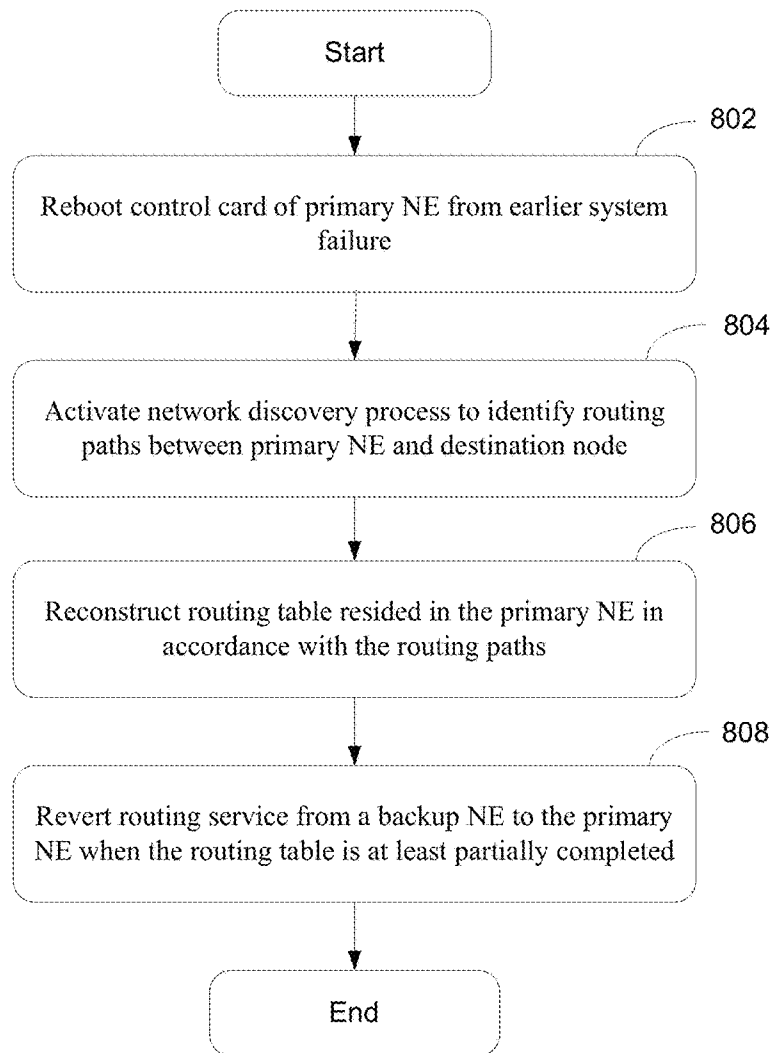 Start
802
Reboot control card of primary NE from earlier system
failure
804
Activate network discovery process to identify routing
paths between primary NE and destination node
806
Reconstruct routing table resided in the primary NE in
accordance with the routing paths
808
Revert routing service from a backup NE to the primary
NE when the routing table is at least partially completed
End